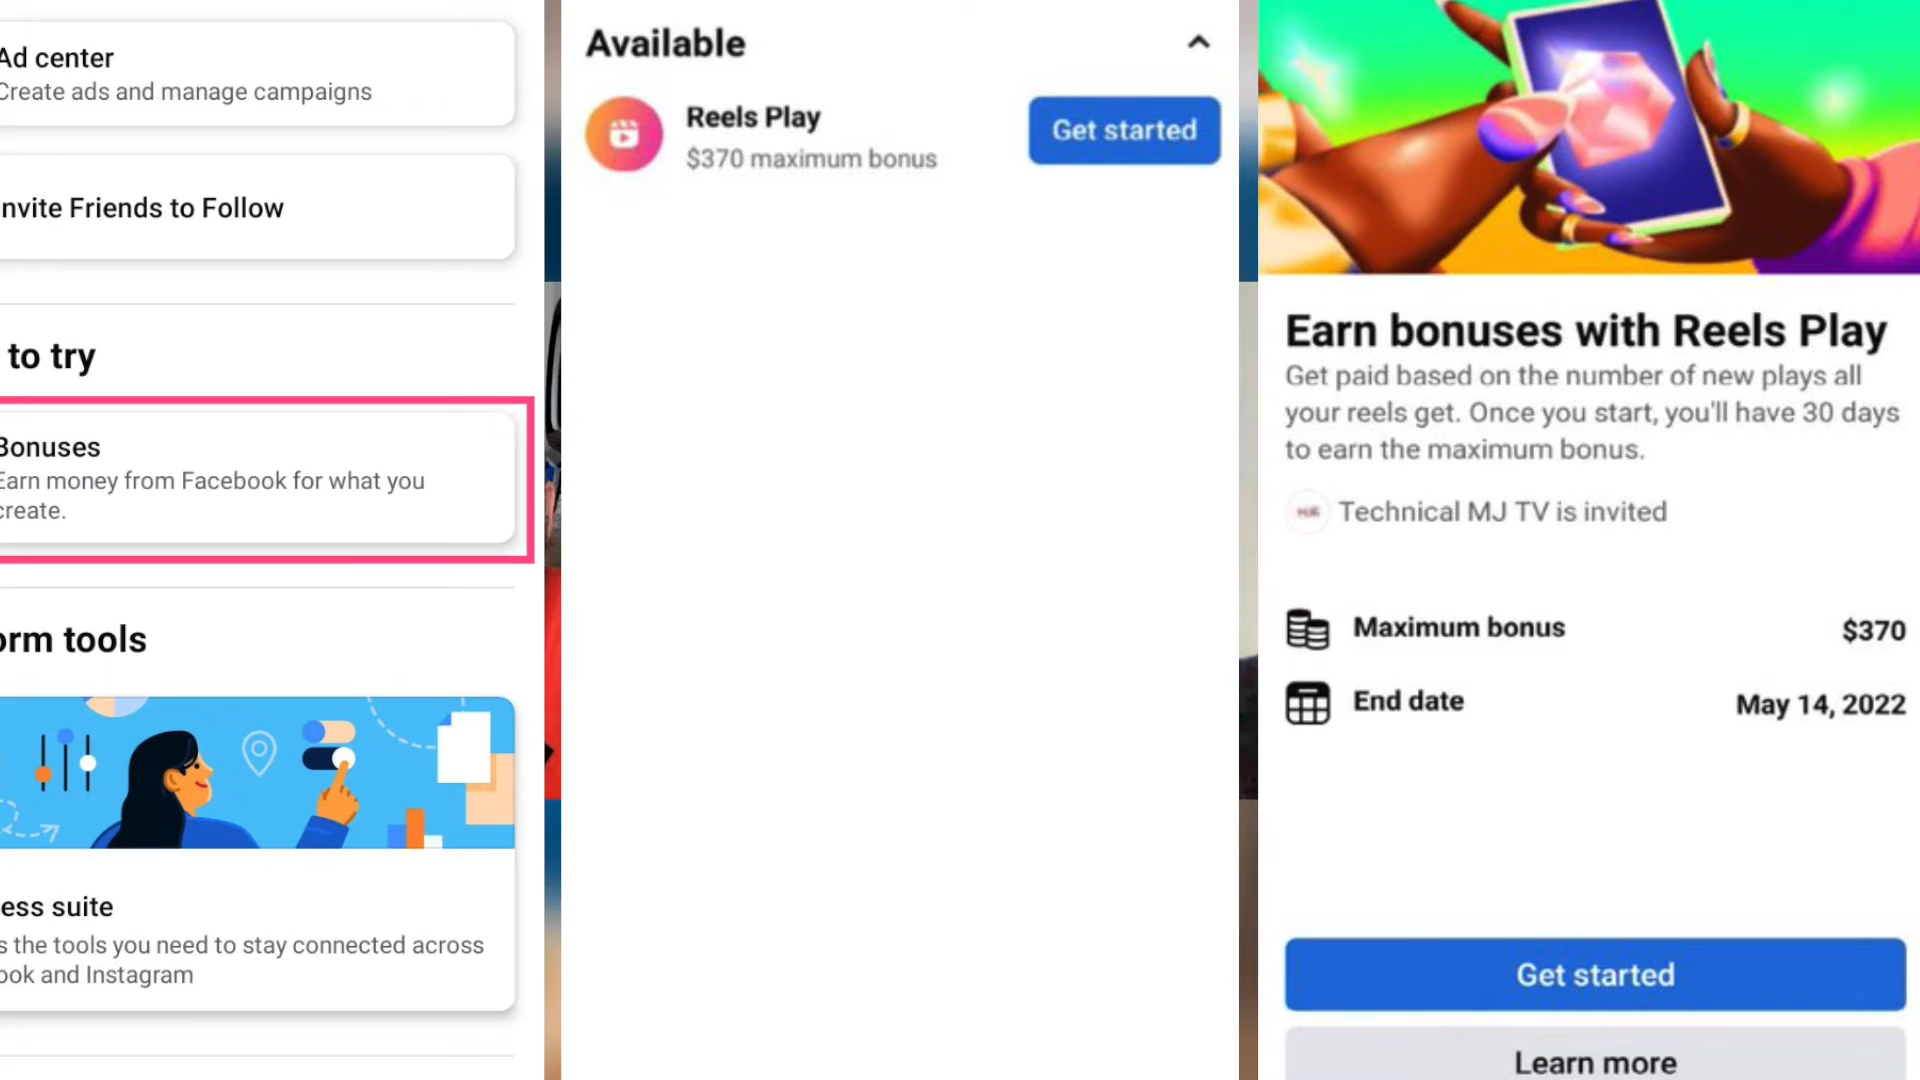 Ad center
Create ads and manage campaigns
nvite Friends to Follow
to try
Bonuses
Earn money from Facebook for what you
create.
orm tools
ess suite
s the tools you need to stay connected across
ook and Instagram
Available
Reels Play
$370 maximum bonus
Get started
Earn bonuses with Reels Play
Get paid based on the number of new plays all
your reels get. Once you start, you'll have 30 days
to earn the maximum bonus.
Technical MJ TV is invited
Maximum bonus $370
End date May 14, 2022
Get started
Learn more